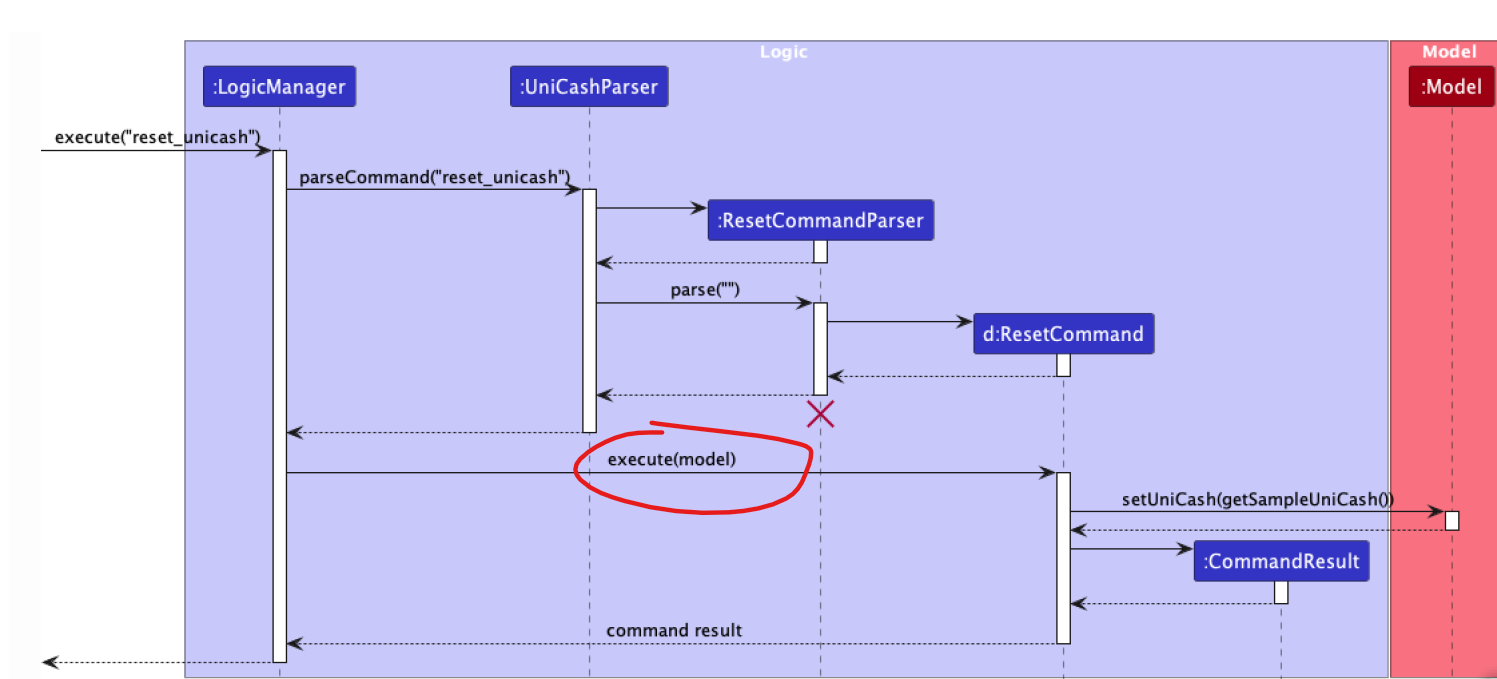 Logic
Model
:LogicManager
:UniCashParser
:Model
execute("reset_unicash")
parseCommand("reset_unicash")
:ResetCommandParser
parse("")
d:ResetCommand
execute(model)
setUniCash(getSampleUniCash())
:CommandResult
command result